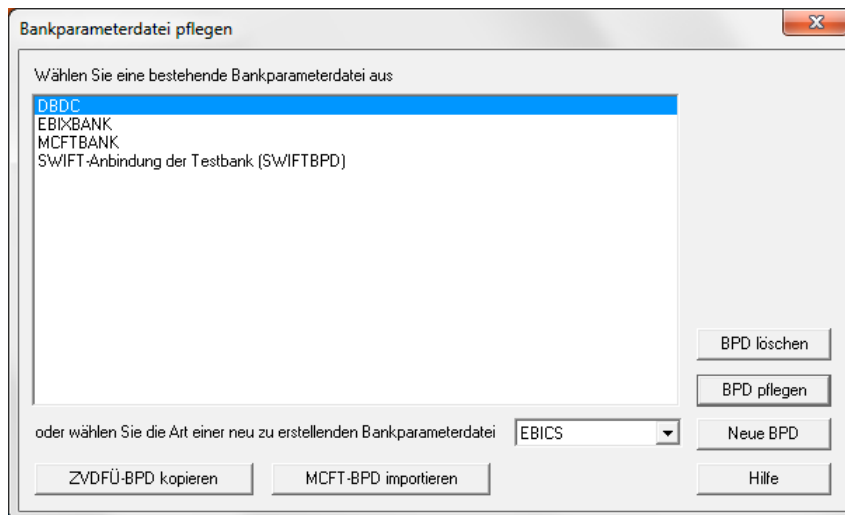 Bankparameterdatei pflegen
Wählen Sie eine bestehende Bankparameterdatei aus
DBDC
EBIXBANK
MCFTBANK
SWIFT-Anbindung der Testbank (SWIFTBPD)
BPD löschen
BPD pflegen
oder wählen Sie die Art einer neu zu erstellenden Bankparameterdatei EBICS Neue BPD
ZVDFÜ-BPD kopieren MCFT-BPD importieren Hilfe